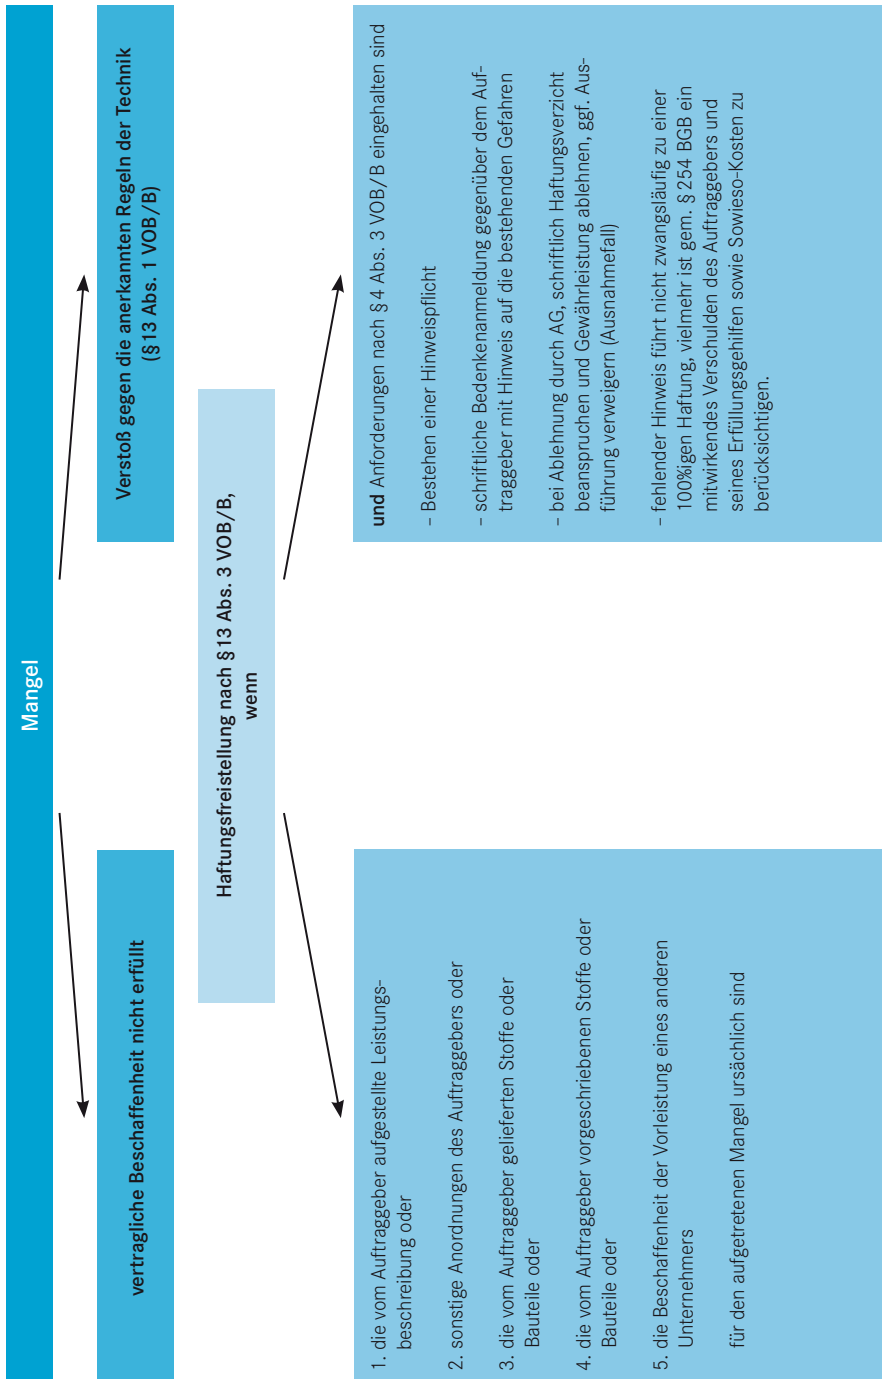 Mangel
vertragliche Beschaffenheit nicht erfüllt
Verstoß gegen die anerkannten Regeln der Technik
(§ 13 Abs. 1 VOB/B)
Haftungsfreistellung nach § 13 Abs. 3 VOB/B,
wenn
1. die vom Auftraggeber aufgestellte Leistungs-
beschreibung oder
2. sonstige Anordnungen des Auftraggebers oder
3. die vom Auftraggeber gelieferten Stoffe oder
Bauteile oder
4. die vom Auftraggeber vorgeschriebenen Stoffe oder
Bauteile oder
5. die Beschaffenheit der Vorleistung eines anderen
Unternehmers
für den aufgetretenen Mangel ursächlich sind
und Anforderungen nach § 4 Abs. 3 VOB/B eingehalten sind
– Bestehen einer Hinweispflicht
– schriftliche Bedenkenanmeldung gegenüber dem Auf-
traggeber mit Hinweis auf die bestehenden Gefahren
– bei Ablehnung durch AG, schriftlich Haftungsverzicht
beanspruchen und Gewährleistung ablehnen, ggf. Aus-
führung verweigern (Ausnahmefall)
– fehlender Hinweis führt nicht zwangsläufig zu einer
100%igen Haftung, vielmehr ist gem. § 254 BGB ein
mitwirkendes Verschulden des Auftraggebers und
seines Erfüllungsgehilfen sowie Sowieso-Kosten zu
berücksichtigen.